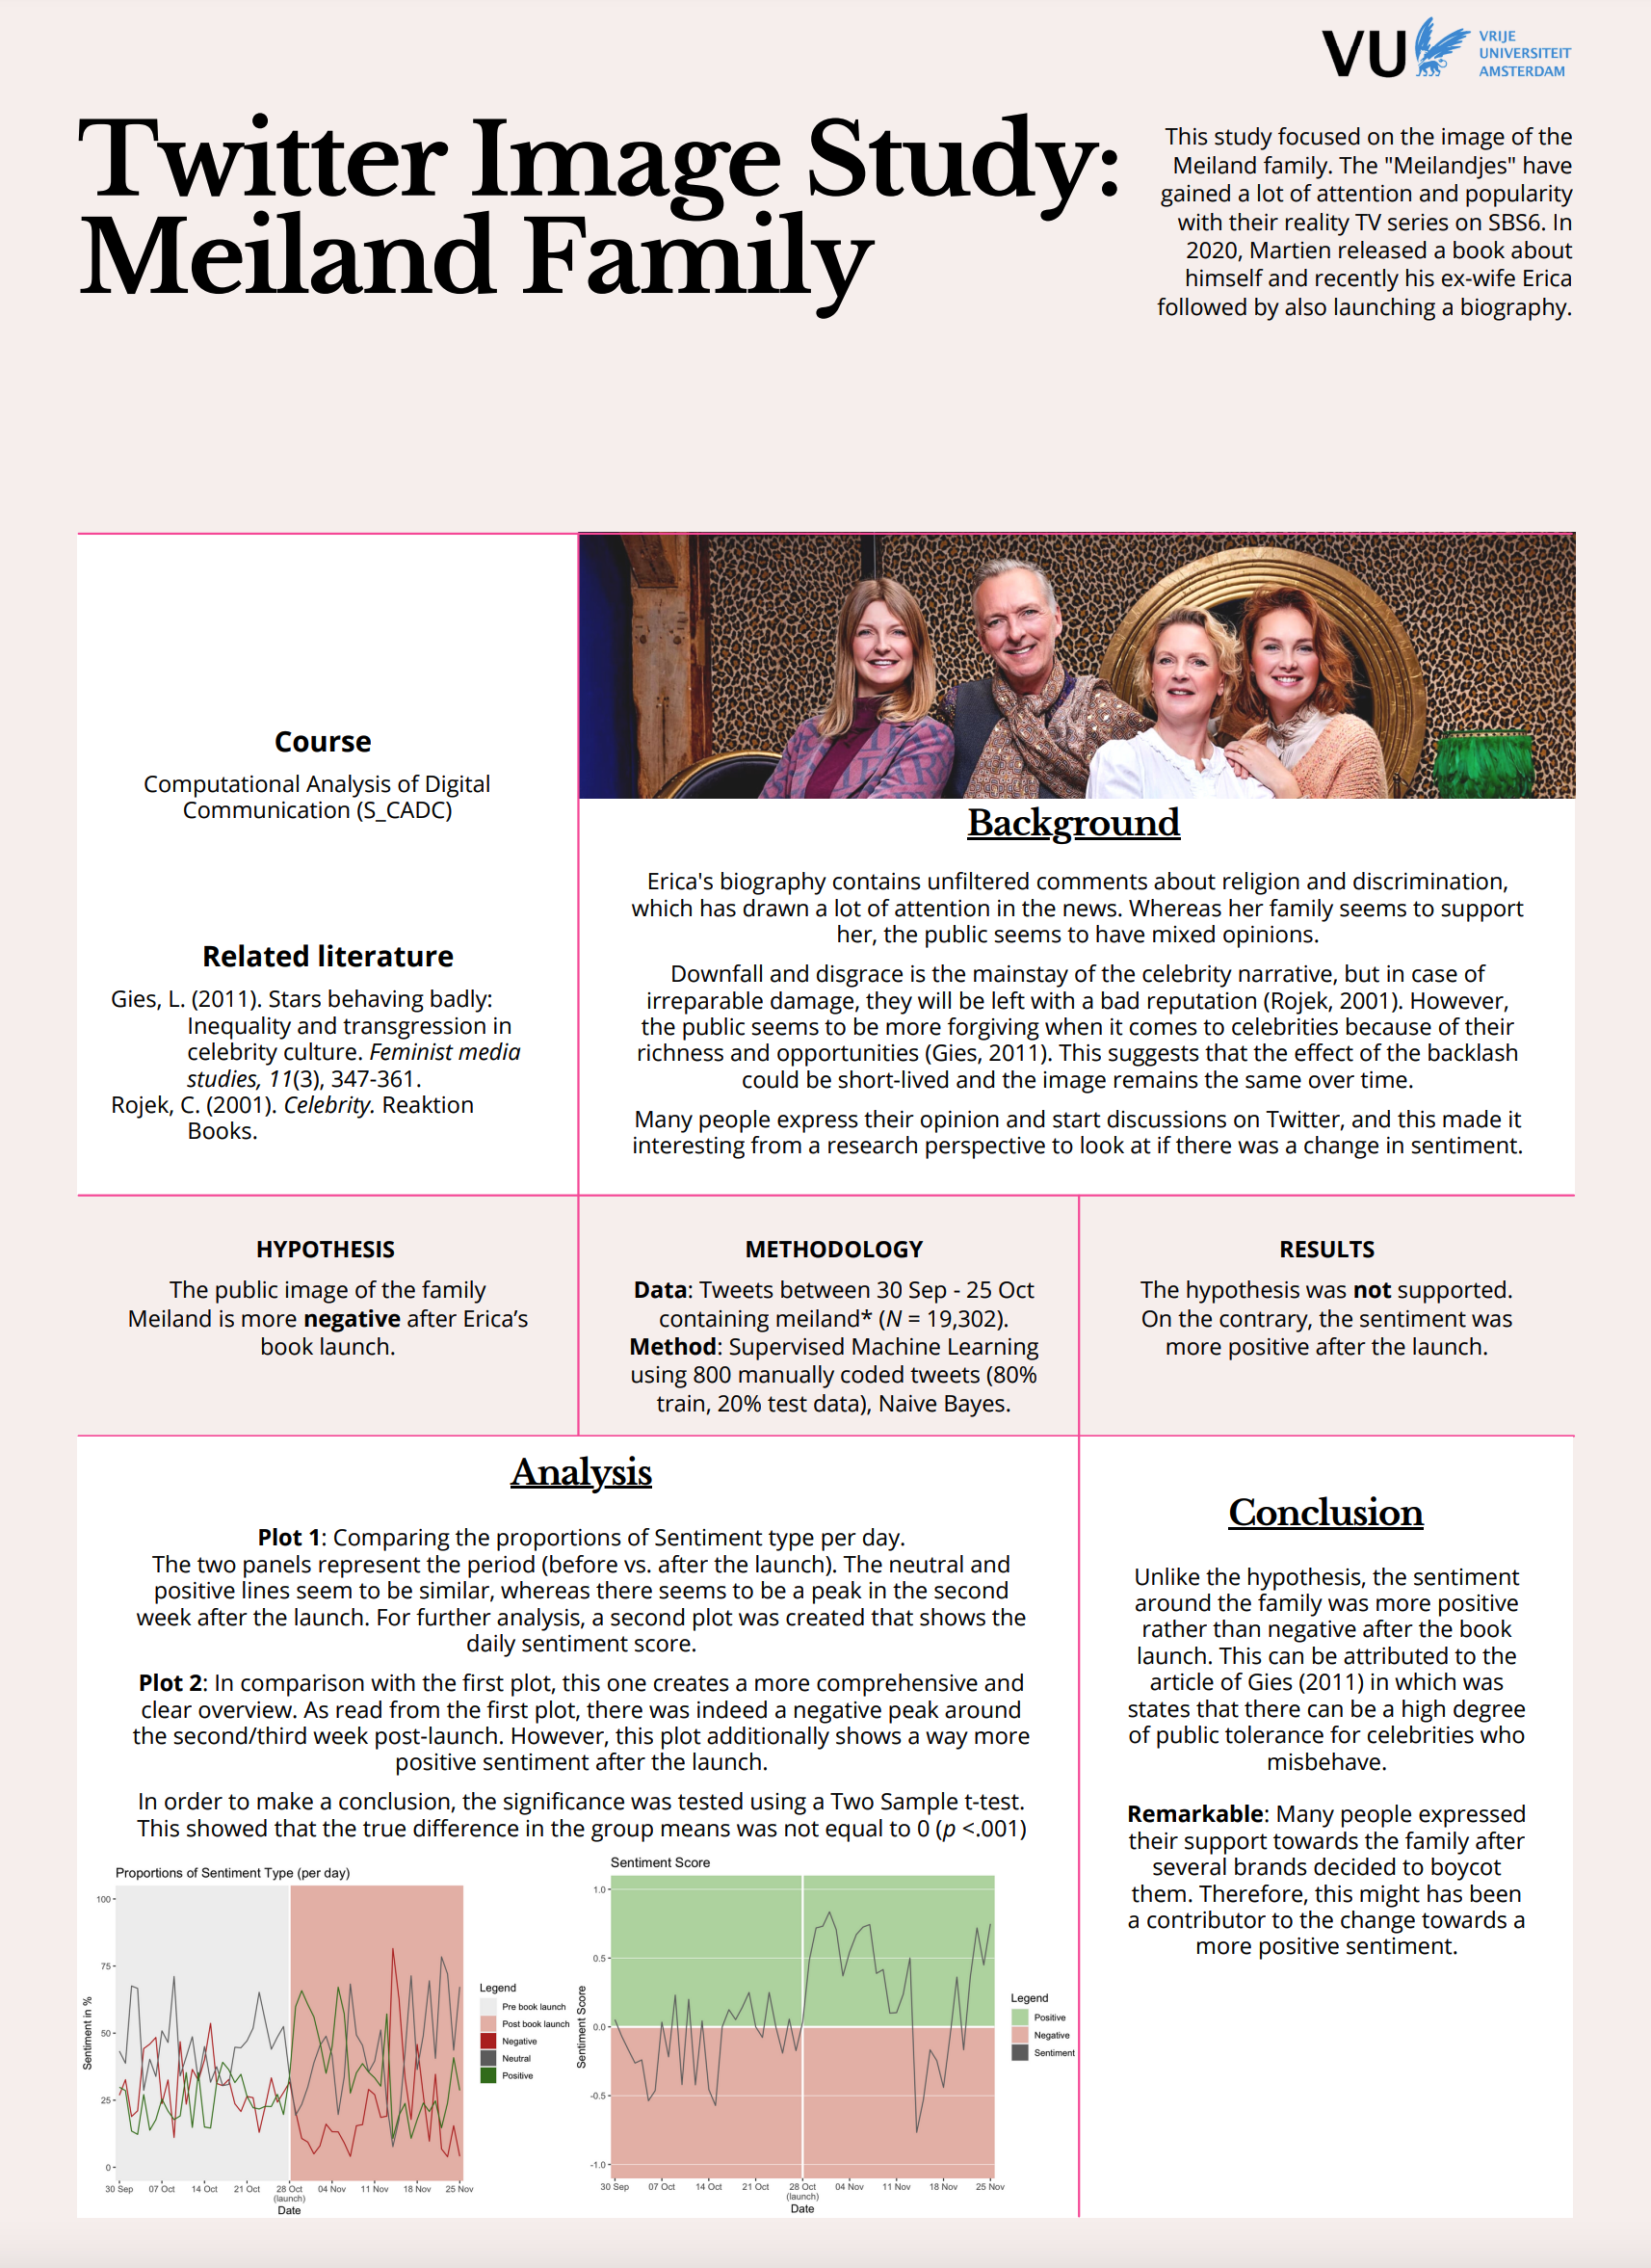 VU
VRIJE
UNIVERSITEIT
AMSTERDAM
Twitter Image Study:
Meiland Family
This study focused on the image of the
Meiland family. The "Meilandjes" have
gained a lot of attention and popularity
with their reality TV series on SBS6. In
2020, Martien released a book about
himself and recently his ex-wife Erica
followed by also launching a biography.
Course
Computational Analysis of Digital
Communication (S_CADC)
Related literature
Gies, L. (2011). Stars behaving badly:
Inequality and transgression in
celebrity culture. Feminist media
studies, 11(3), 347-361.
Rojek, C. (2001). Celebrity. Reaktion
Books.
Background
Erica's biography contains unfiltered comments about religion and discrimination,
which has drawn a lot of attention in the news. Whereas her family seems to support
her, the public seems to have mixed opinions.
Downfall and disgrace is the mainstay of the celebrity narrative, but in case of
irreparable damage, they will be left with a bad reputation (Rojek, 2001). However,
the public seems to be more forgiving when it comes to celebrities because of their
richness and opportunities (Gies, 2011). This suggests that the effect of the backlash
could be short-lived and the image remains the same over time.
Many people express their opinion and start discussions on Twitter, and this made it
interesting from a research perspective to look at if there was a change in sentiment.
HYPOTHESIS
The public image of the family
Meiland is more negative after Erica’s
book launch.
METHODOLOGY
Data: Tweets between 30 Sep - 25 Oct
containing meiland* (N = 19,302).
Method: Supervised Machine Learning
using 800 manually coded tweets (80%
train, 20% test data), Naive Bayes.
RESULTS
The hypothesis was not supported.
On the contrary, the sentiment was
more positive after the launch.
Analysis
Plot 1: Comparing the proportions of Sentiment type per day.
The two panels represent the period (before vs. after the launch). The neutral and
positive lines seem to be similar, whereas there seems to be a peak in the second
week after the launch. For further analysis, a second plot was created that shows the
daily sentiment score.
Plot 2: In comparison with the first plot, this one creates a more comprehensive and
clear overview. As read from the first plot, there was indeed a negative peak around
the second/third week post-launch. However, this plot additionally shows a way more
positive sentiment after the launch.
In order to make a conclusion, the significance was tested using a Two Sample t-test.
This showed that the true difference in the group means was not equal to 0 (p <.001)
Proportions of Sentiment Type (per day)
Sentiment in %
100
75
50
25
0
30 Sep 07 Oct 14 Oct 21 Oct 28 Oct 04 Nov 11 Nov 18 Nov 25 Nov
(launch)
Date
Legend
Pre book launch
Post book launch
Negative
Neutral
Positive
Sentiment Score
Sentiment Score
1.0
0.5
0.0
-0.5
-1.0
30 Sep 07 Oct 14 Oct 21 Oct 28 Oct 04 Nov 11 Nov 18 Nov 25 Nov
(launch)
Date
Legend
Positive
Negative
Sentiment
Conclusion
Unlike the hypothesis, the sentiment
around the family was more positive
rather than negative after the book
launch. This can be attributed to the
article of Gies (2011) in which was
states that there can be a high degree
of public tolerance for celebrities who
misbehave.
Remarkable: Many people expressed
their support towards the family after
several brands decided to boycot
them. Therefore, this might has been
a contributor to the change towards a
more positive sentiment.